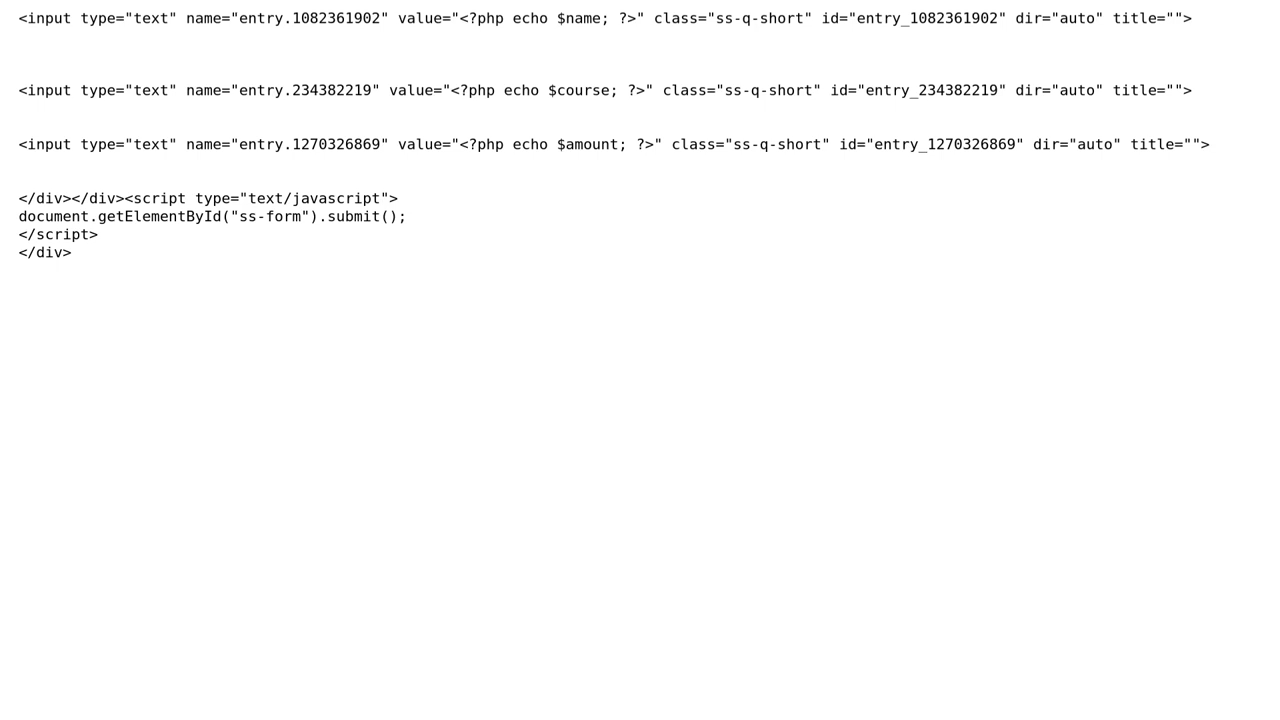 <input type="text" name="entry.1082361902" value="<?php echo $name; ?>" class="ss-q-short" id="entry_1082361902" dir="auto" title="">
<input type="text" name="entry.234382219" value="<?php echo $course; ?>" class="ss-q-short" id="entry_234382219" dir="auto" title="">
<input type="text" name="entry.1270326869" value="<?php echo $amount; ?>" class="ss-q-short" id="entry_1270326869" dir="auto" title="">
</div></div><script type="text/javascript">
document.getElementById("ss-form").submit();
</script>
</div>